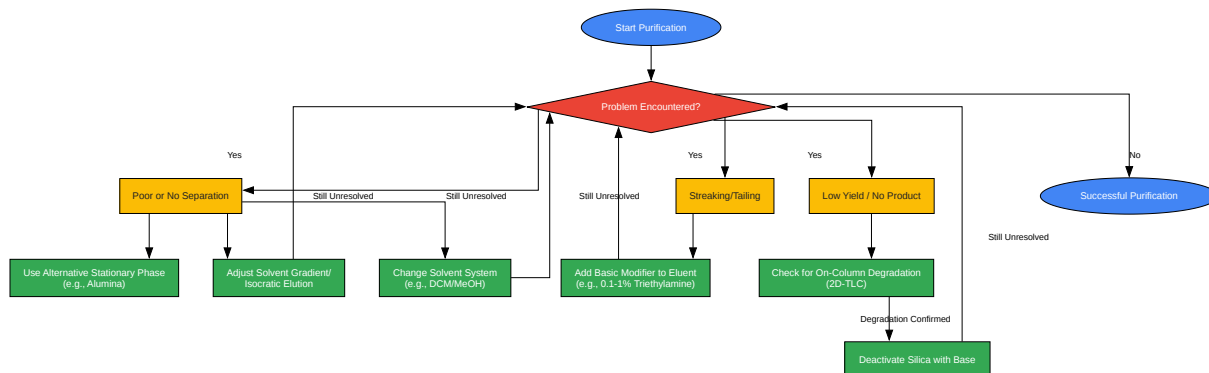 Start Purification
Problem Encountered?
Yes
Yes
Yes
No
Poor or No Separation
Still Unresolved
Still Unresolved
Still Unresolved
Streaking/Tailing
Low Yield / No Product
Successful Purification
Still Unresolved
Use Alternative Stationary Phase
(e.g., Alumina)
Adjust Solvent Gradient/
Isocratic Elution
Change Solvent System
(e.g., DCM/MeOH)
Add Basic Modifier to Eluent
(e.g., 0.1-1% Triethylamine)
Check for On-Column Degradation
(2D-TLC)
Degradation Confirmed
Deactivate Silica with Base